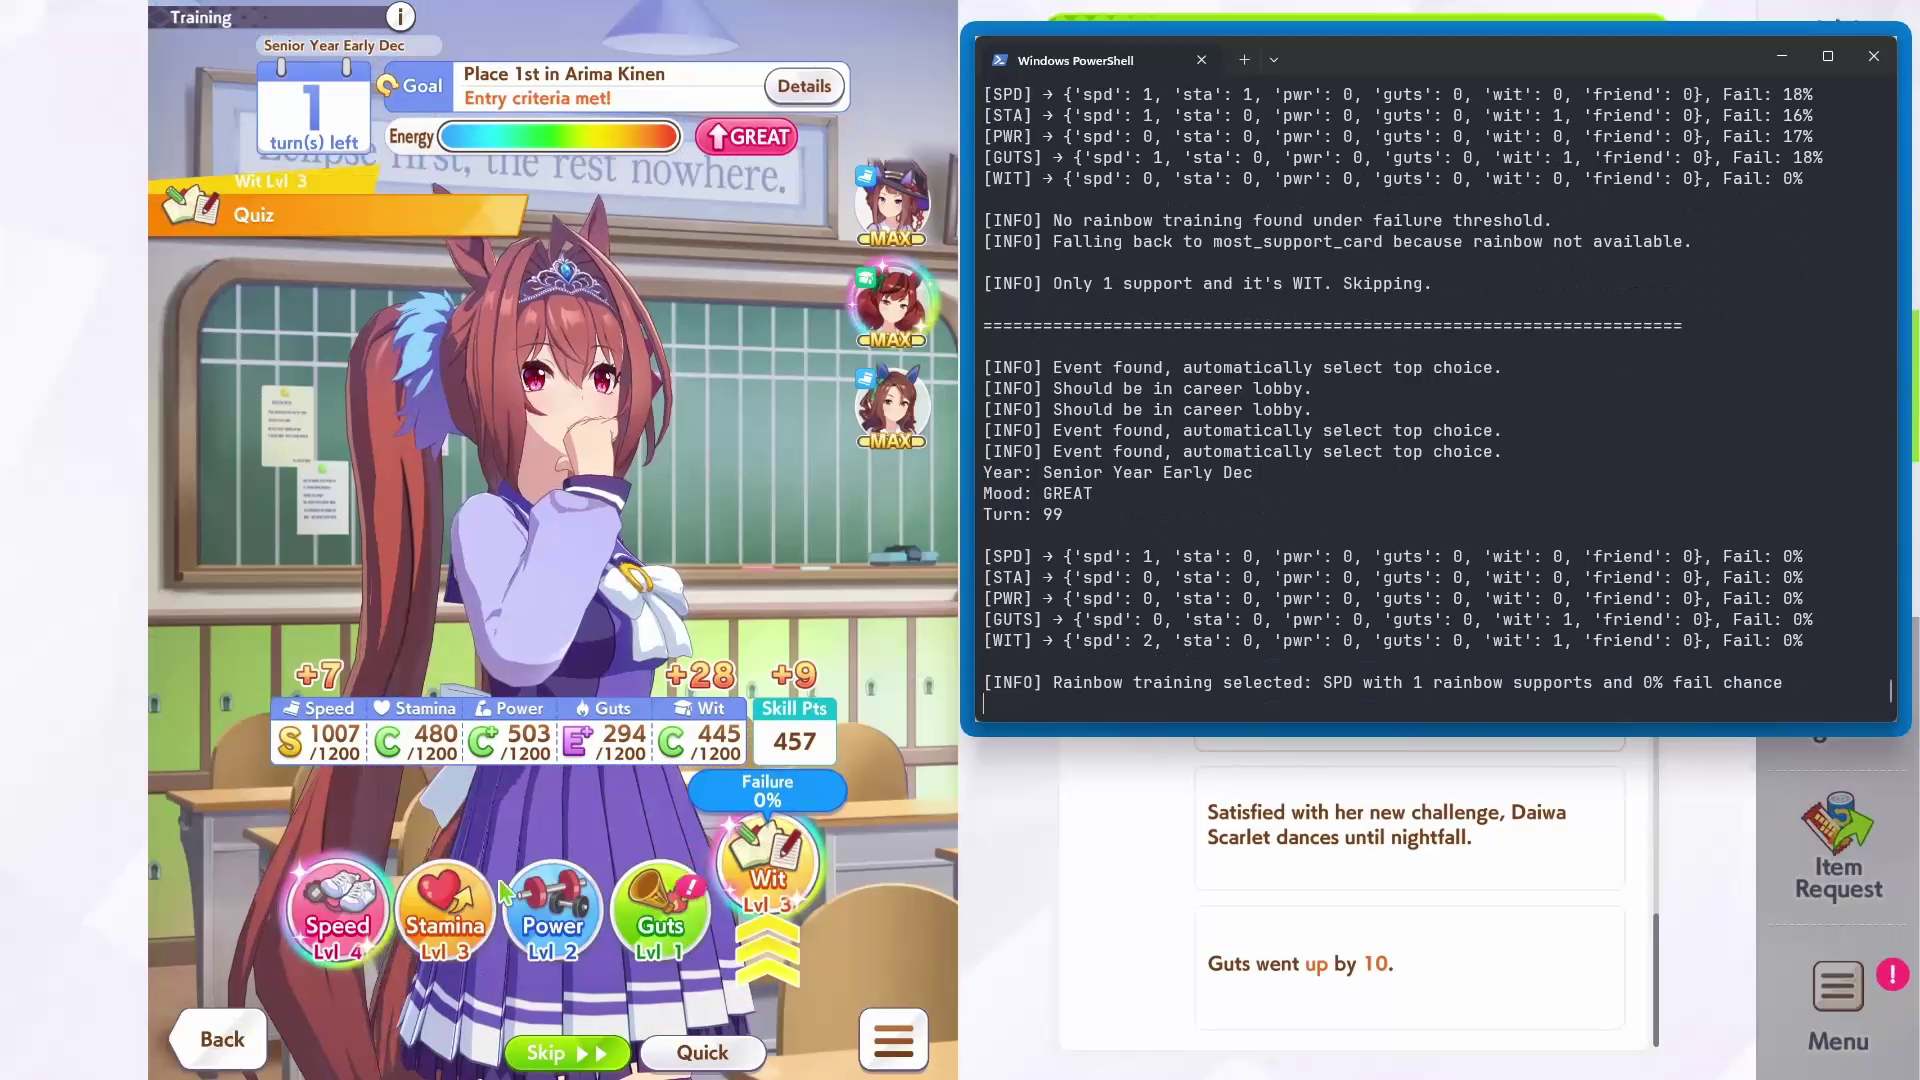 Training
i
Senior Year Early Dec
1
turn(s) left
Goal
Place 1st in Arima Kinen
Entry criteria met!
Details
Energy
GREAT
Eclipse first, the rest nowhere.
Wit Lvl 3
Quiz
MAX
MAX
MAX
+7
+28
+9
Speed
Stamina
Power
Guts
Wit
Skill Pts
S 1007 /1200
C 480 /1200
C+ 503 /1200
E+ 294 /1200
C 445 /1200
457
Failure
0%
Speed
Lvl 4
Stamina
Lvl 3
Power
Lvl 2
Guts
Lvl 1
Wit
Lvl 3
Back
Skip
Quick
Windows PowerShell
[SPD] → {'spd': 1, 'sta': 1, 'pwr': 0, 'guts': 0, 'wit': 0, 'friend': 0}, Fail: 18%
[STA] → {'spd': 1, 'sta': 0, 'pwr': 0, 'guts': 0, 'wit': 1, 'friend': 0}, Fail: 16%
[PWR] → {'spd': 0, 'sta': 0, 'pwr': 0, 'guts': 0, 'wit': 0, 'friend': 0}, Fail: 17%
[GUTS] → {'spd': 1, 'sta': 0, 'pwr': 0, 'guts': 0, 'wit': 1, 'friend': 0}, Fail: 18%
[WIT] → {'spd': 0, 'sta': 0, 'pwr': 0, 'guts': 0, 'wit': 0, 'friend': 0}, Fail: 0%
[INFO] No rainbow training found under failure threshold.
[INFO] Falling back to most_support_card because rainbow not available.
[INFO] Only 1 support and it's WIT. Skipping.
======================================================================
[INFO] Event found, automatically select top choice.
[INFO] Should be in career lobby.
[INFO] Should be in career lobby.
[INFO] Event found, automatically select top choice.
[INFO] Event found, automatically select top choice.
Year: Senior Year Early Dec
Mood: GREAT
Turn: 99
[SPD] → {'spd': 1, 'sta': 0, 'pwr': 0, 'guts': 0, 'wit': 0, 'friend': 0}, Fail: 0%
[STA] → {'spd': 0, 'sta': 0, 'pwr': 0, 'guts': 0, 'wit': 0, 'friend': 0}, Fail: 0%
[PWR] → {'spd': 0, 'sta': 0, 'pwr': 0, 'guts': 0, 'wit': 0, 'friend': 0}, Fail: 0%
[GUTS] → {'spd': 0, 'sta': 0, 'pwr': 0, 'guts': 0, 'wit': 1, 'friend': 0}, Fail: 0%
[WIT] → {'spd': 2, 'sta': 0, 'pwr': 0, 'guts': 0, 'wit': 1, 'friend': 0}, Fail: 0%
[INFO] Rainbow training selected: SPD with 1 rainbow supports and 0% fail chance
Satisfied with her new challenge, Daiwa
Scarlet dances until nightfall.
Guts went up by 10.
Item
Request
Menu